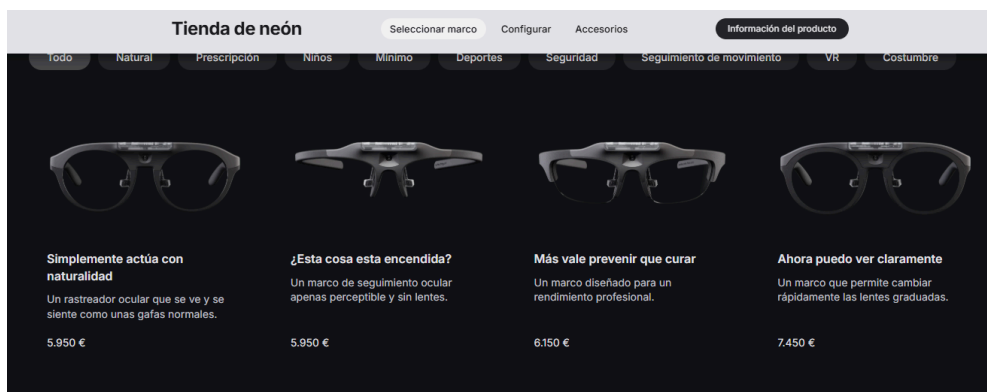 Tienda de neón
Seleccionar marco
Configurar
Accesorios
Información del producto
Todo
Natural
Prescripción
Niños
Mínimo
Deportes
Seguridad
Seguimiento de movimiento
VR
Costumbre
Simplemente actúa con
naturalidad
Un rastreador ocular que se ve y se
siente como unas gafas normales.
5.950 €
¿Esta cosa esta encendida?
Un marco de seguimiento ocular
apenas perceptible y sin lentes.
5.950 €
Más vale prevenir que curar
Un marco diseñado para un
rendimiento profesional.
6.150 €
Ahora puedo ver claramente
Un marco que permite cambiar
rápidamente las lentes graduadas.
7.450 €